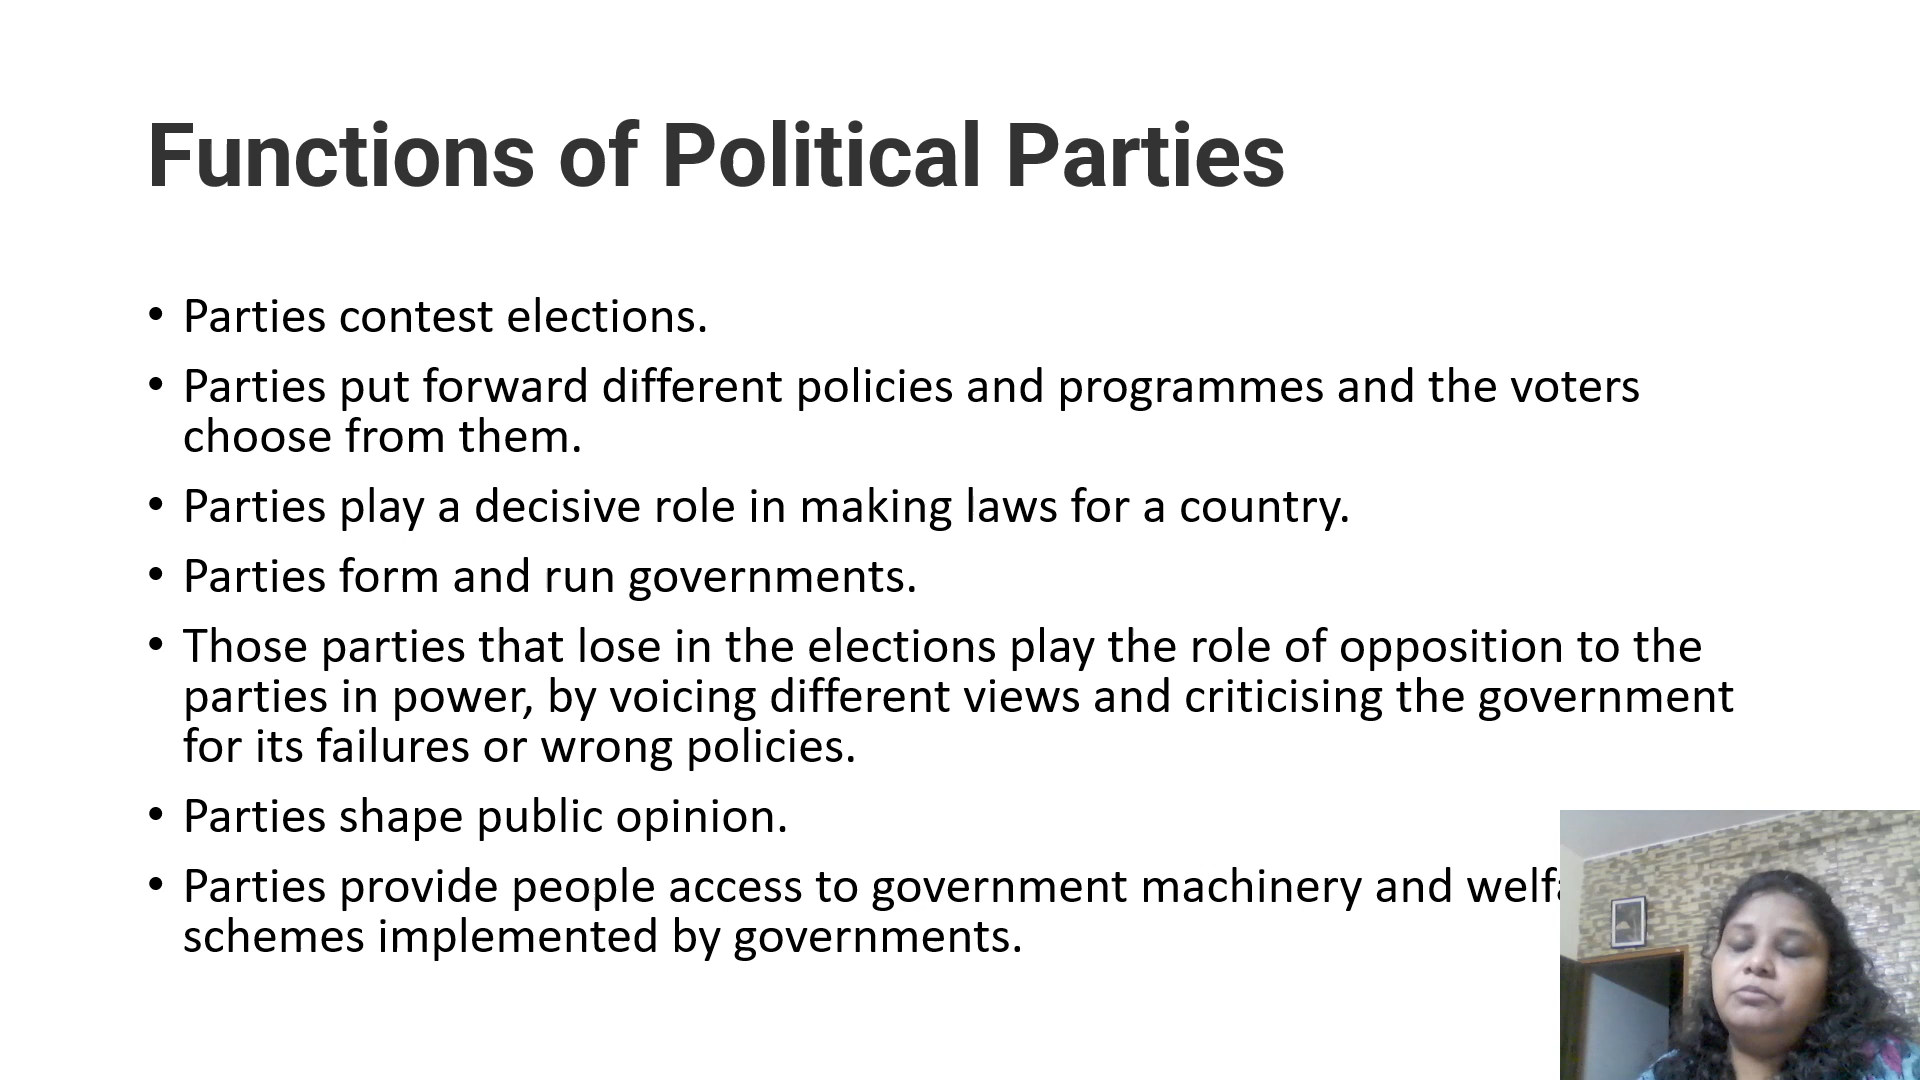 Functions of Political Parties
• Parties contest elections.
• Parties put forward different policies and programmes and the voters
choose from them.
• Parties play a decisive role in making laws for a country.
• Parties form and run governments.
• Those parties that lose in the elections play the role of opposition to the
parties in power, by voicing different views and criticising the government
for its failures or wrong policies.
• Parties shape public opinion.
• Parties provide people access to government machinery and
schemes implemented by governments.